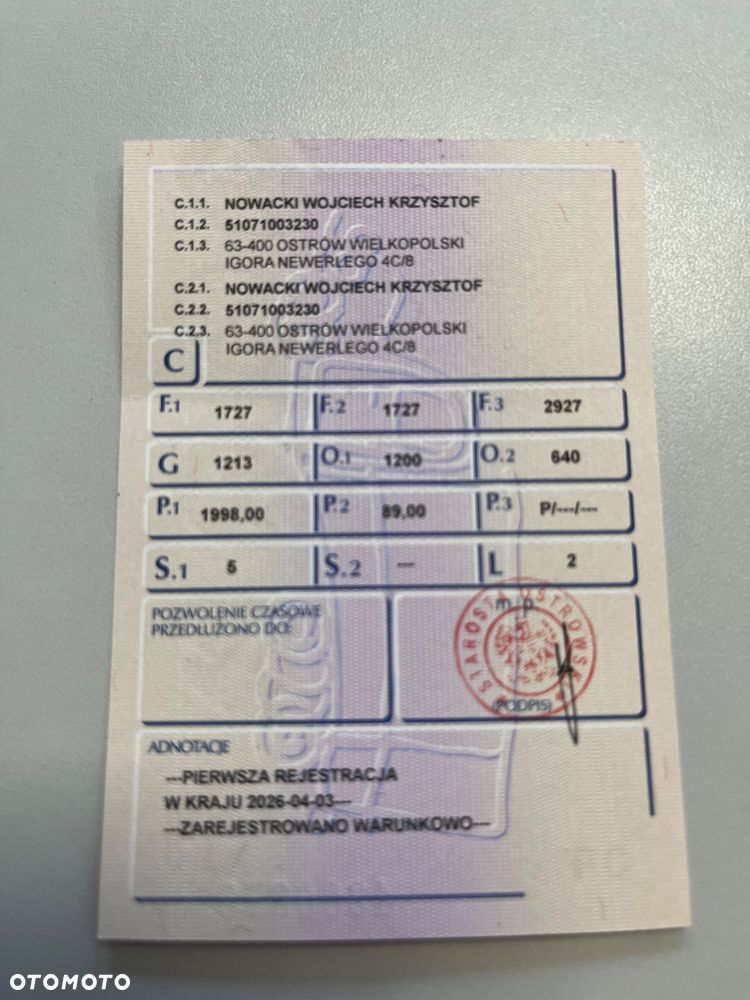 C.1.1. NOWACKI WOJCIECH KRZYSZTOF
C.1.2. 51071003230
C.1.3. 63-400 OSTRÓW WIELKOPOLSKI
IGORA NEWERLEGO 4C/8
C.2.1. NOWACKI WOJCIECH KRZYSZTOF
C.2.2. 51071003230
C.2.3. 63-400 OSTRÓW WIELKOPOLSKI
IGORA NEWERLEGO 4C/8
C
F.1 1727 F.2 1727 F.3 2927
G 1213 O.1 1200 O.2 640
P.1 1998,00 P.2 89,00 P.3 P/---/---
S.1 5 S.2 --- L 2
POZWOLENIE CZASOWE
PRZEDŁUŻONO DO:
m.p.
STAROSTA OSTROWSKI
(PODPIS)
ADNOTACJE
---PIERWSZA REJESTRACJA
W KRAJU 2026-04-03---
---ZAREJESTROWANO WARUNKOWO---
OTOMOTO